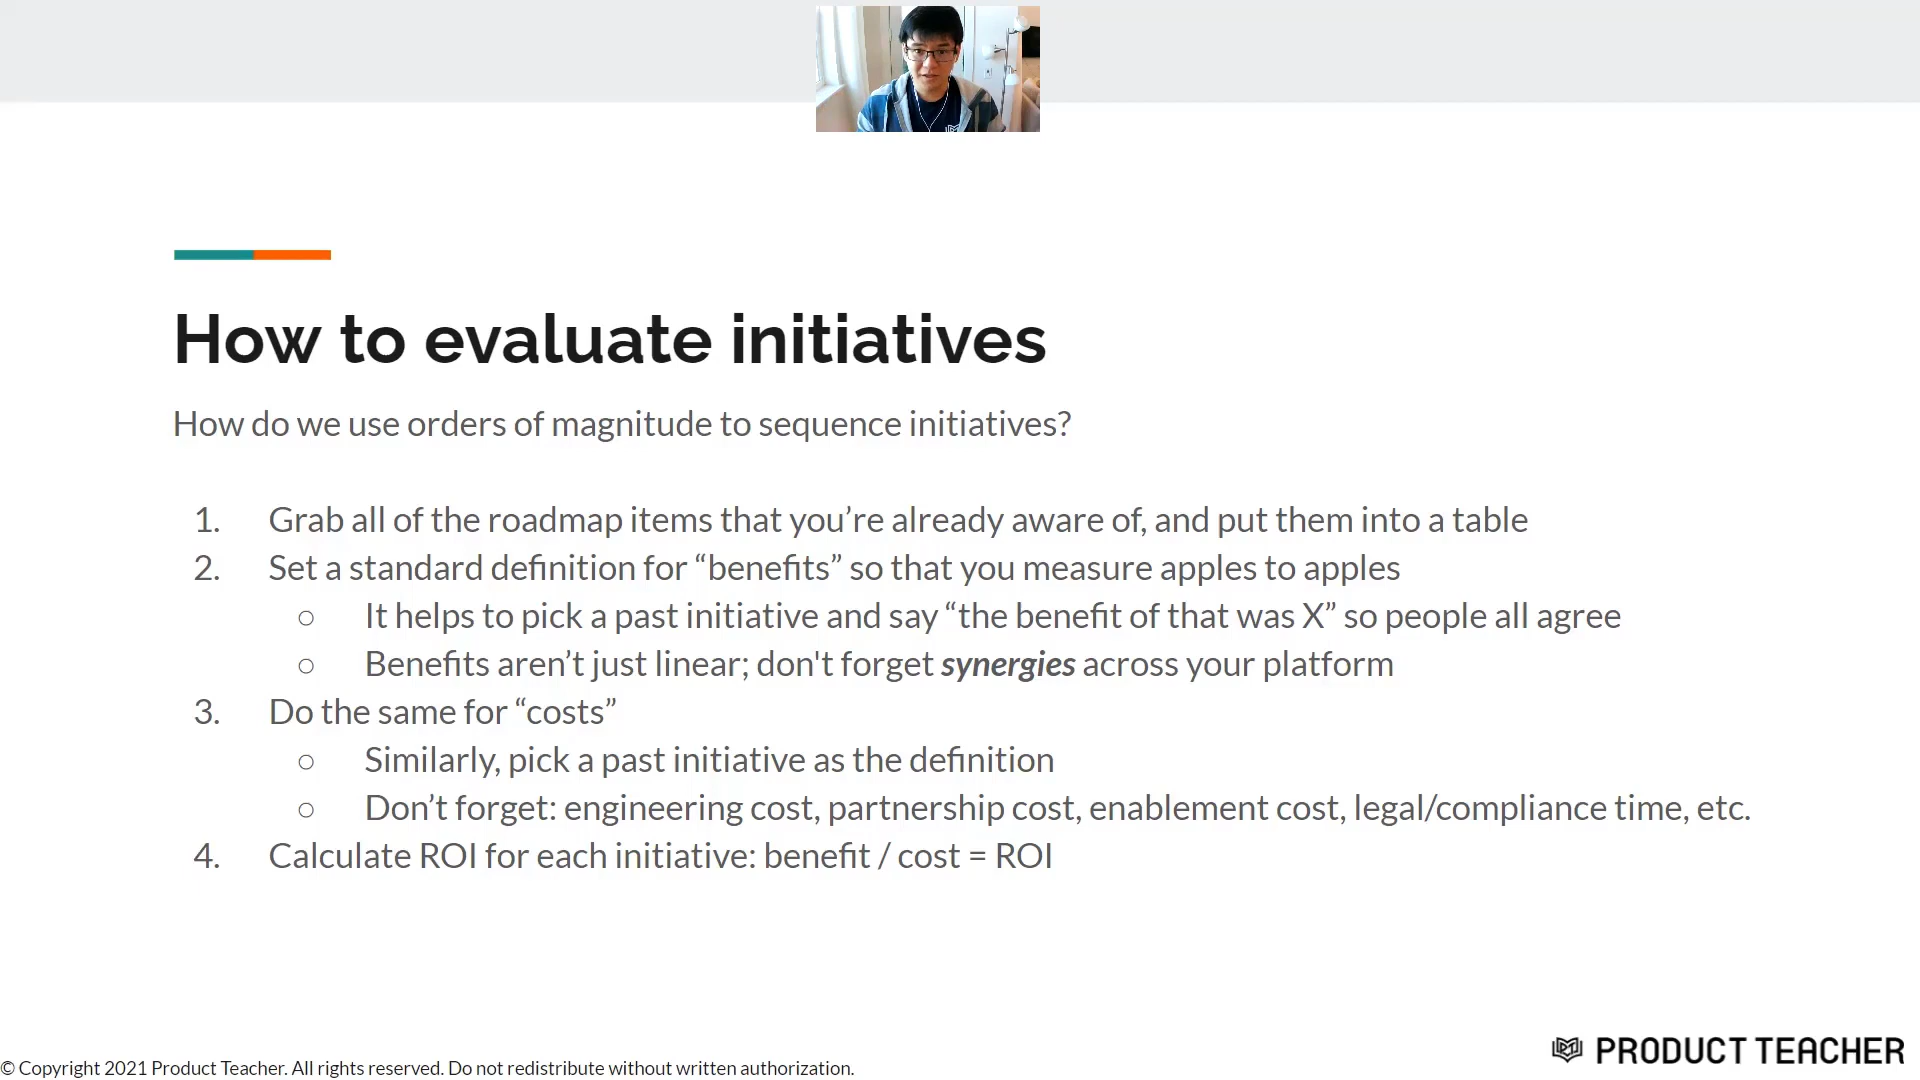 How to evaluate initiatives
How do we use orders of magnitude to sequence initiatives?
1. Grab all of the roadmap items that you’re already aware of, and put them into a table
2. Set a standard definition for “benefits” so that you measure apples to apples
○ It helps to pick a past initiative and say “the benefit of that was X” so people all agree
○ Benefits aren’t just linear; don't forget synergies across your platform
3. Do the same for “costs”
○ Similarly, pick a past initiative as the definition
○ Don’t forget: engineering cost, partnership cost, enablement cost, legal/compliance time, etc.
4. Calculate ROI for each initiative: benefit / cost = ROI
PRODUCT TEACHER
© Copyright 2021 Product Teacher. All rights reserved. Do not redistribute without written authorization.